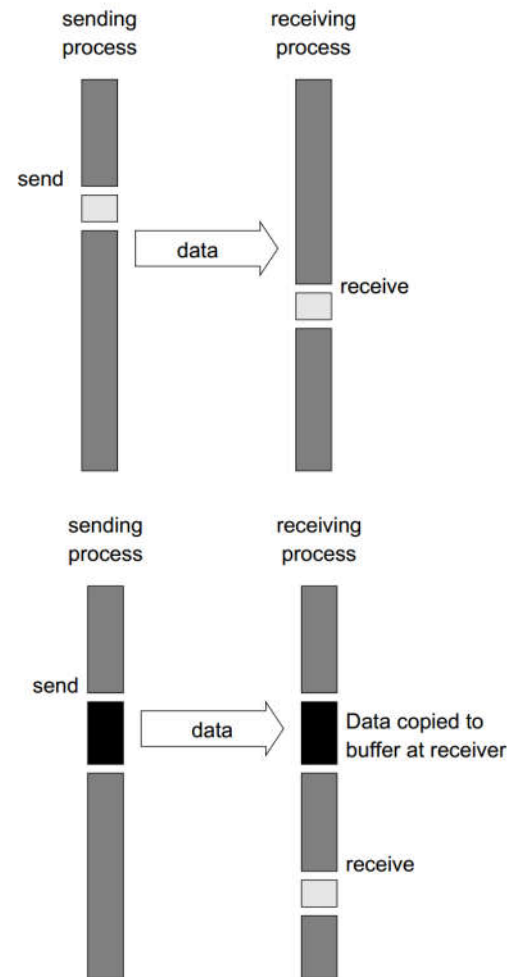 sending
process
receiving
process
send
data
receive
sending
process
receiving
process
send
data
Data copied to
buffer at receiver
receive